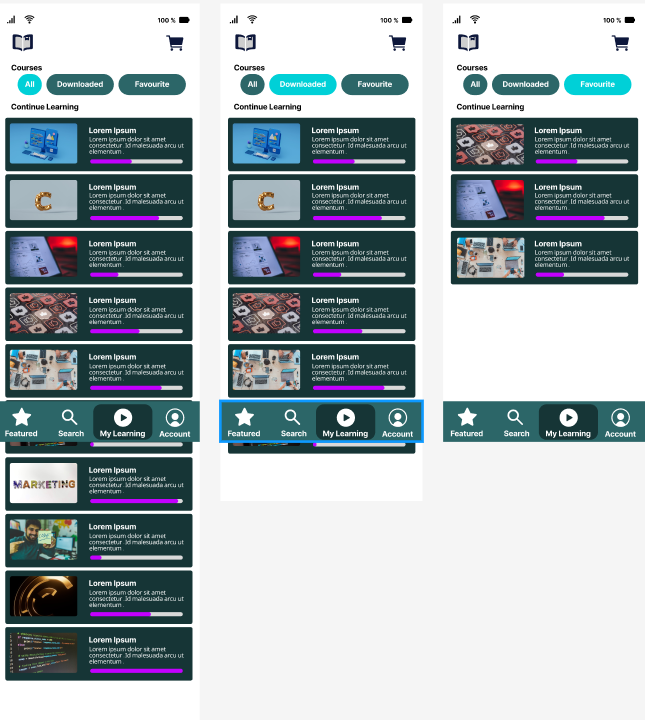 100 %
Courses
All Downloaded Favourite
Continue Learning
Lorem Ipsum
Lorem ipsum dolor sit amet
consectetur .Id malesuada arcu ut
elementum .
Lorem Ipsum
Lorem ipsum dolor sit amet
consectetur .Id malesuada arcu ut
elementum .
Lorem Ipsum
Lorem ipsum dolor sit amet
consectetur .Id malesuada arcu ut
elementum .
Lorem Ipsum
Lorem ipsum dolor sit amet
consectetur .Id malesuada arcu ut
elementum .
Lorem Ipsum
Lorem ipsum dolor sit amet
consectetur .Id malesuada arcu ut
elementum .
Featured Search My Learning Account
MARKETING
Lorem Ipsum
Lorem ipsum dolor sit amet
consectetur .Id malesuada arcu ut
elementum .
Lorem Ipsum
Lorem ipsum dolor sit amet
consectetur .Id malesuada arcu ut
elementum .
Lorem Ipsum
Lorem ipsum dolor sit amet
consectetur .Id malesuada arcu ut
elementum .
Lorem Ipsum
Lorem ipsum dolor sit amet
consectetur .Id malesuada arcu ut
elementum .
100 %
Courses
All Downloaded Favourite
Continue Learning
Lorem Ipsum
Lorem ipsum dolor sit amet
consectetur .Id malesuada arcu ut
elementum .
Lorem Ipsum
Lorem ipsum dolor sit amet
consectetur .Id malesuada arcu ut
elementum .
Lorem Ipsum
Lorem ipsum dolor sit amet
consectetur .Id malesuada arcu ut
elementum .
Lorem Ipsum
Lorem ipsum dolor sit amet
consectetur .Id malesuada arcu ut
elementum .
Lorem Ipsum
Lorem ipsum dolor sit amet
consectetur .Id malesuada arcu ut
elementum .
Featured Search My Learning Account
100 %
Courses
All Downloaded Favourite
Continue Learning
Lorem Ipsum
Lorem ipsum dolor sit amet
consectetur .Id malesuada arcu ut
elementum .
Lorem Ipsum
Lorem ipsum dolor sit amet
consectetur .Id malesuada arcu ut
elementum .
Lorem Ipsum
Lorem ipsum dolor sit amet
consectetur .Id malesuada arcu ut
elementum .
Featured Search My Learning Account